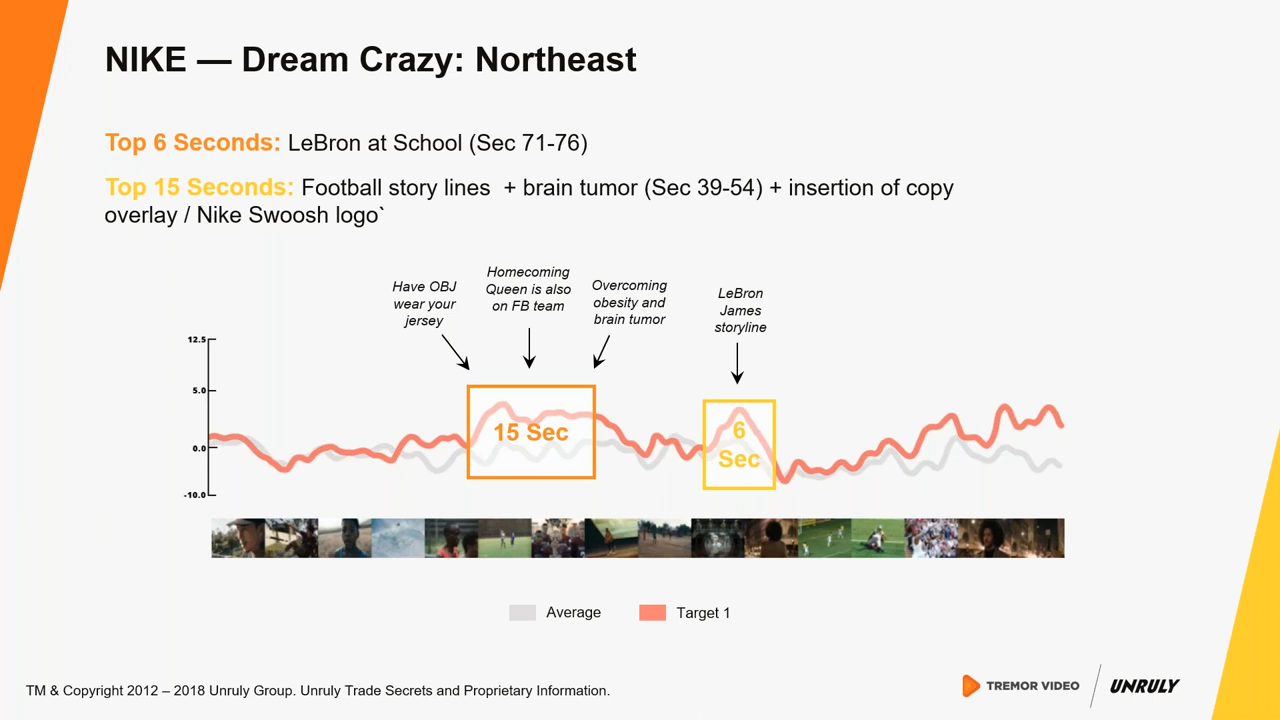 NIKE — Dream Crazy: Northeast
Top 6 Seconds: LeBron at School (Sec 71-76)
Top 15 Seconds: Football story lines + brain tumor (Sec 39-54) + insertion of copy
overlay / Nike Swoosh logo`
Have OBJ
wear your
jersey
Homecoming
Queen is also
on FB team
Overcoming
obesity and
brain tumor
LeBron
James
storyline
12.5
5.0
0.0
-10.0
15 Sec
6
Sec
Average
Target 1
TM & Copyright 2012 – 2018 Unruly Group. Unruly Trade Secrets and Proprietary Information.
TREMOR VIDEO
UNRULY